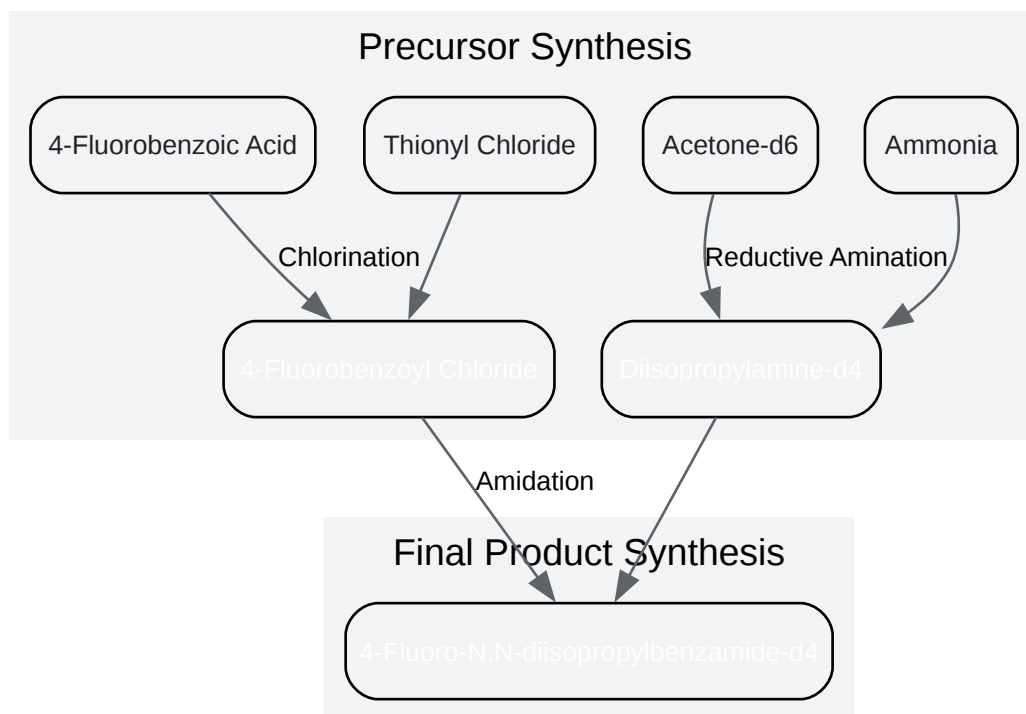 Precursor Synthesis
4-Fluorobenzoic Acid
Thionyl Chloride
Acetone-d6
Ammonia
Chlorination
Reductive Amination
4-Fluorobenzoyl Chloride
Diisopropylamine-d4
Amidation
Final Product Synthesis
4-Fluoro-N,N-diisopropylbenzamide-d4